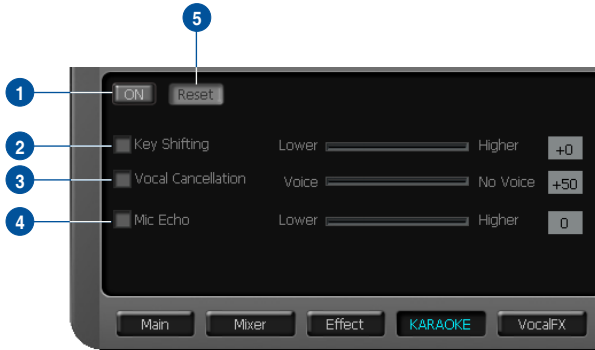 5
1 ON Reset
2 Key Shifting Lower Higher +0
3 Vocal Cancellation Voice No Voice +50
4 Mic Echo Lower Higher 0
Main Mixer Effect KARAOKE VocalFX